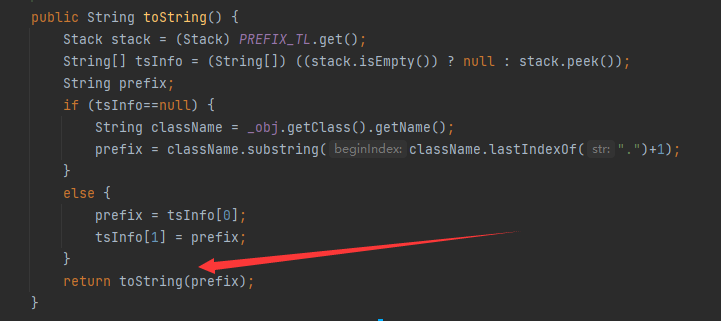 public String toString() {
Stack stack = (Stack) PREFIX_TL.get();
String[] tsInfo = (String[]) ((stack.isEmpty()) ? null : stack.peek());
String prefix;
if (tsInfo==null) {
String className = _obj.getClass().getName();
prefix = className.substring( beginIndex: className.lastIndexOf( str: ".")+1);
}
else {
prefix = tsInfo[0];
tsInfo[1] = prefix;
}
return toString(prefix);
}